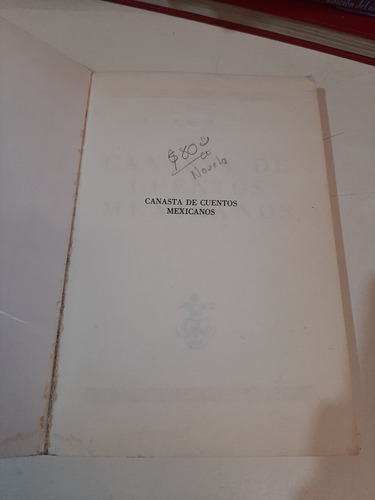 $80
Novela
CANASTA DE CUENTOS
MEXICANOS